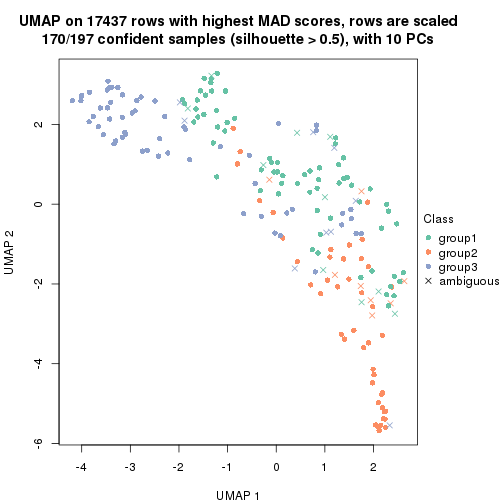 UMAP on 17437 rows with highest MAD scores, rows are scaled
170/197 confident samples (silhouette > 0.5), with 10 PCs
2
0
-2
-4
-6
UMAP 2
-4 -3 -2 -1 0 1 2
UMAP 1
Class
group1
group2
group3
ambiguous